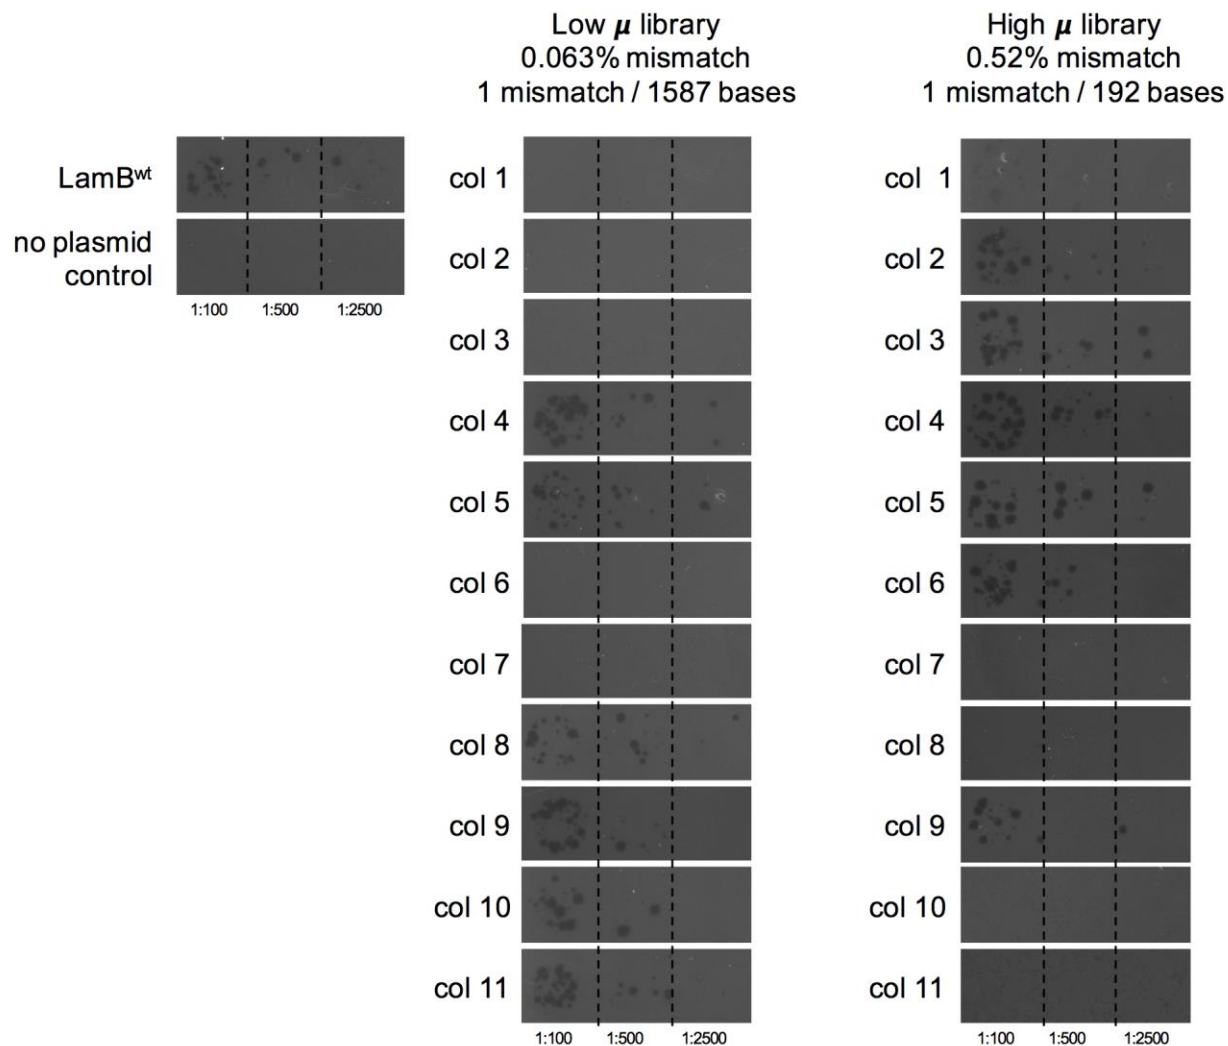 Low μ library
0.063% mismatch
1 mismatch / 1587 bases
High μ library
0.52% mismatch
1 mismatch / 192 bases
LamBwt
no plasmid
control
1:100 1:500 1:2500
col 1
col 2
col 3
col 4
col 5
col 6
col 7
col 8
col 9
col 10
col 11
1:100 1:500 1:2500
col 1
col 2
col 3
col 4
col 5
col 6
col 7
col 8
col 9
col 10
col 11
1:100 1:500 1:2500